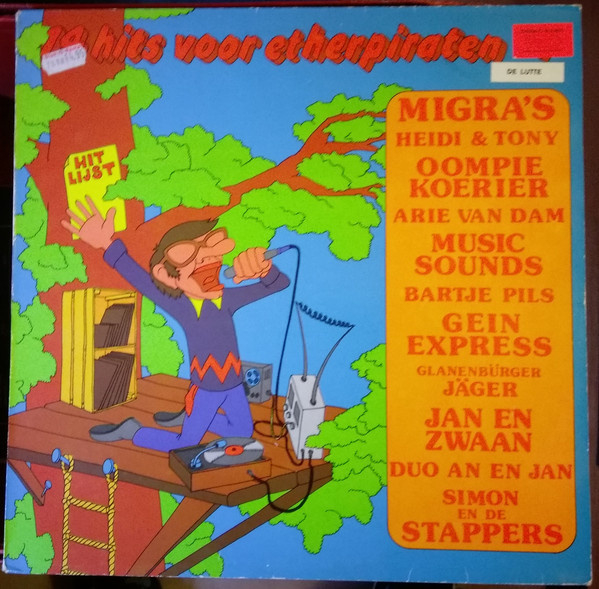 hits voor etherpiraten
DE LUTTE
HIT
LIJST
MIGRA'S
HEIDI & TONY
OOMPIE
KOERIER
ARIE VAN DAM
MUSIC
SOUNDS
BARTJE PILS
GEIN
EXPRESS
GLANENBÜRGER
JÄGER
JAN EN
ZWAAN
DUO AN EN JAN
SIMON
EN DE
STAPPERS